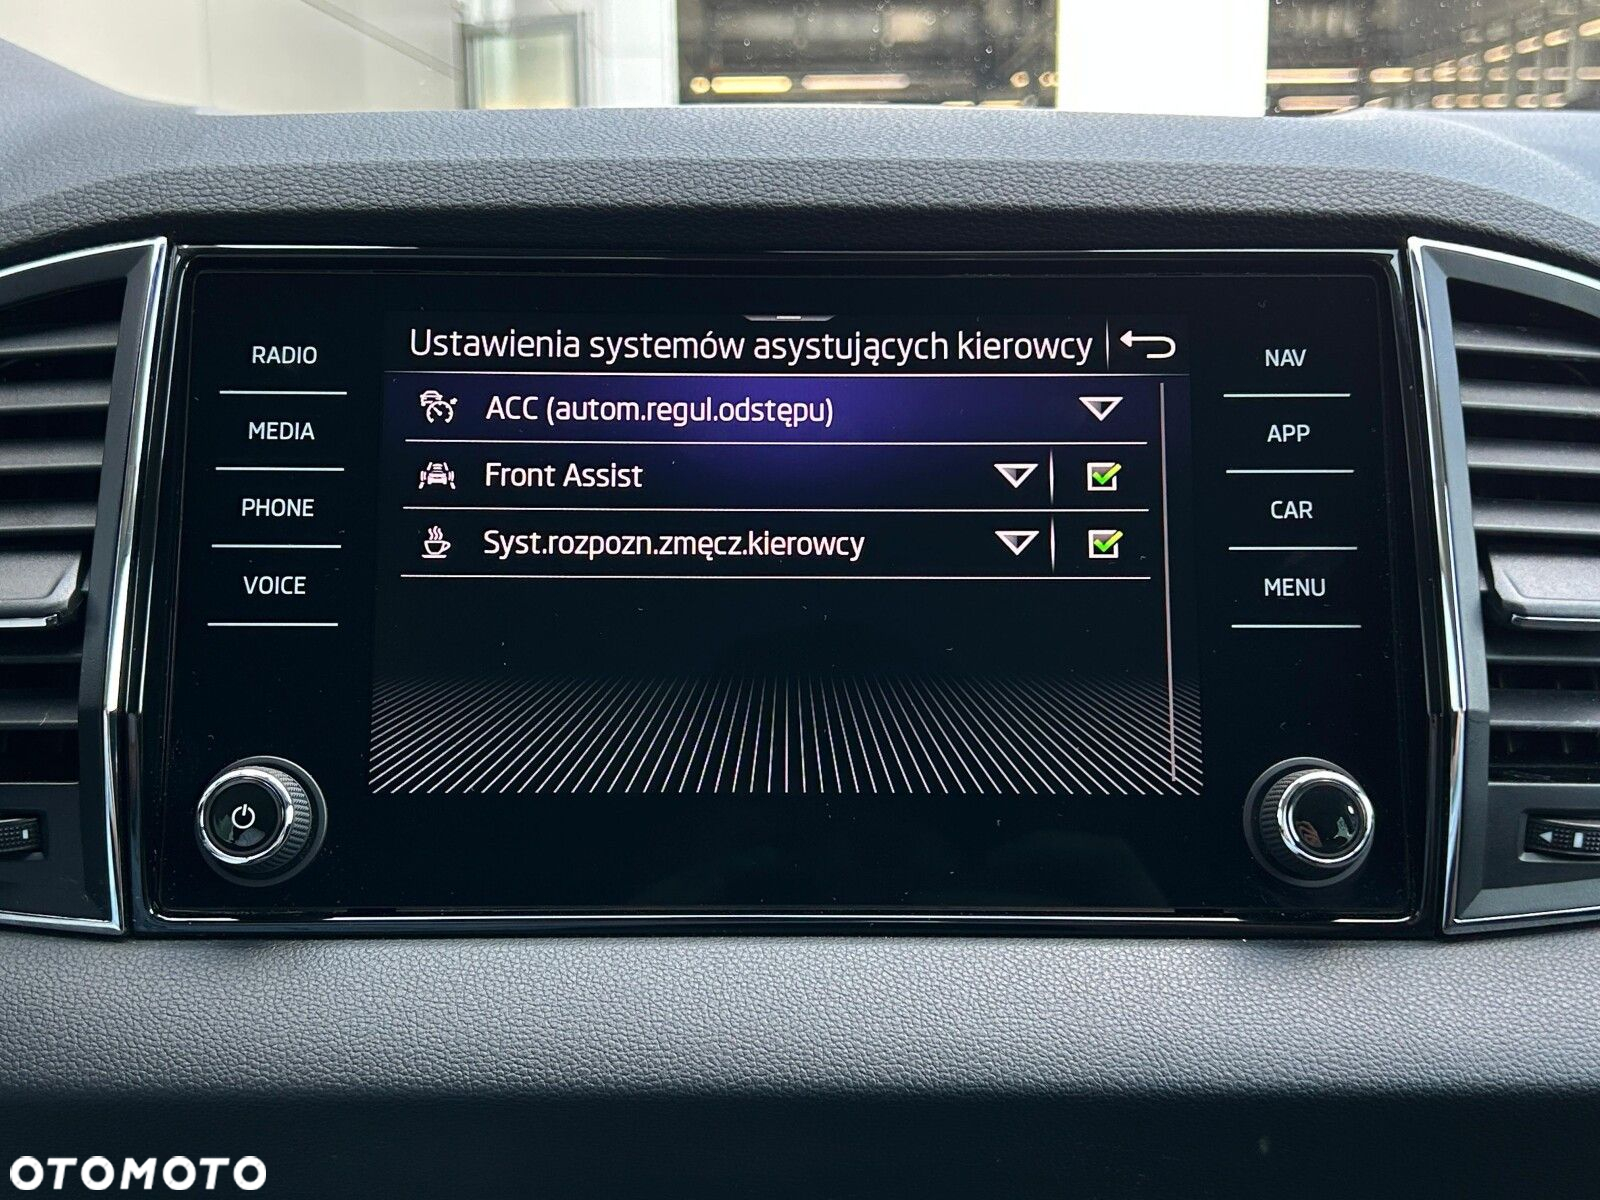 Ustawienia systemów asystujących kierowcy
RADIO
NAV
ACC (autom.regul.odstępu)
MEDIA
APP
Front Assist
PHONE
CAR
Syst.rozpozn.zmęcz.kierowcy
VOICE
MENU
OTOMOTO